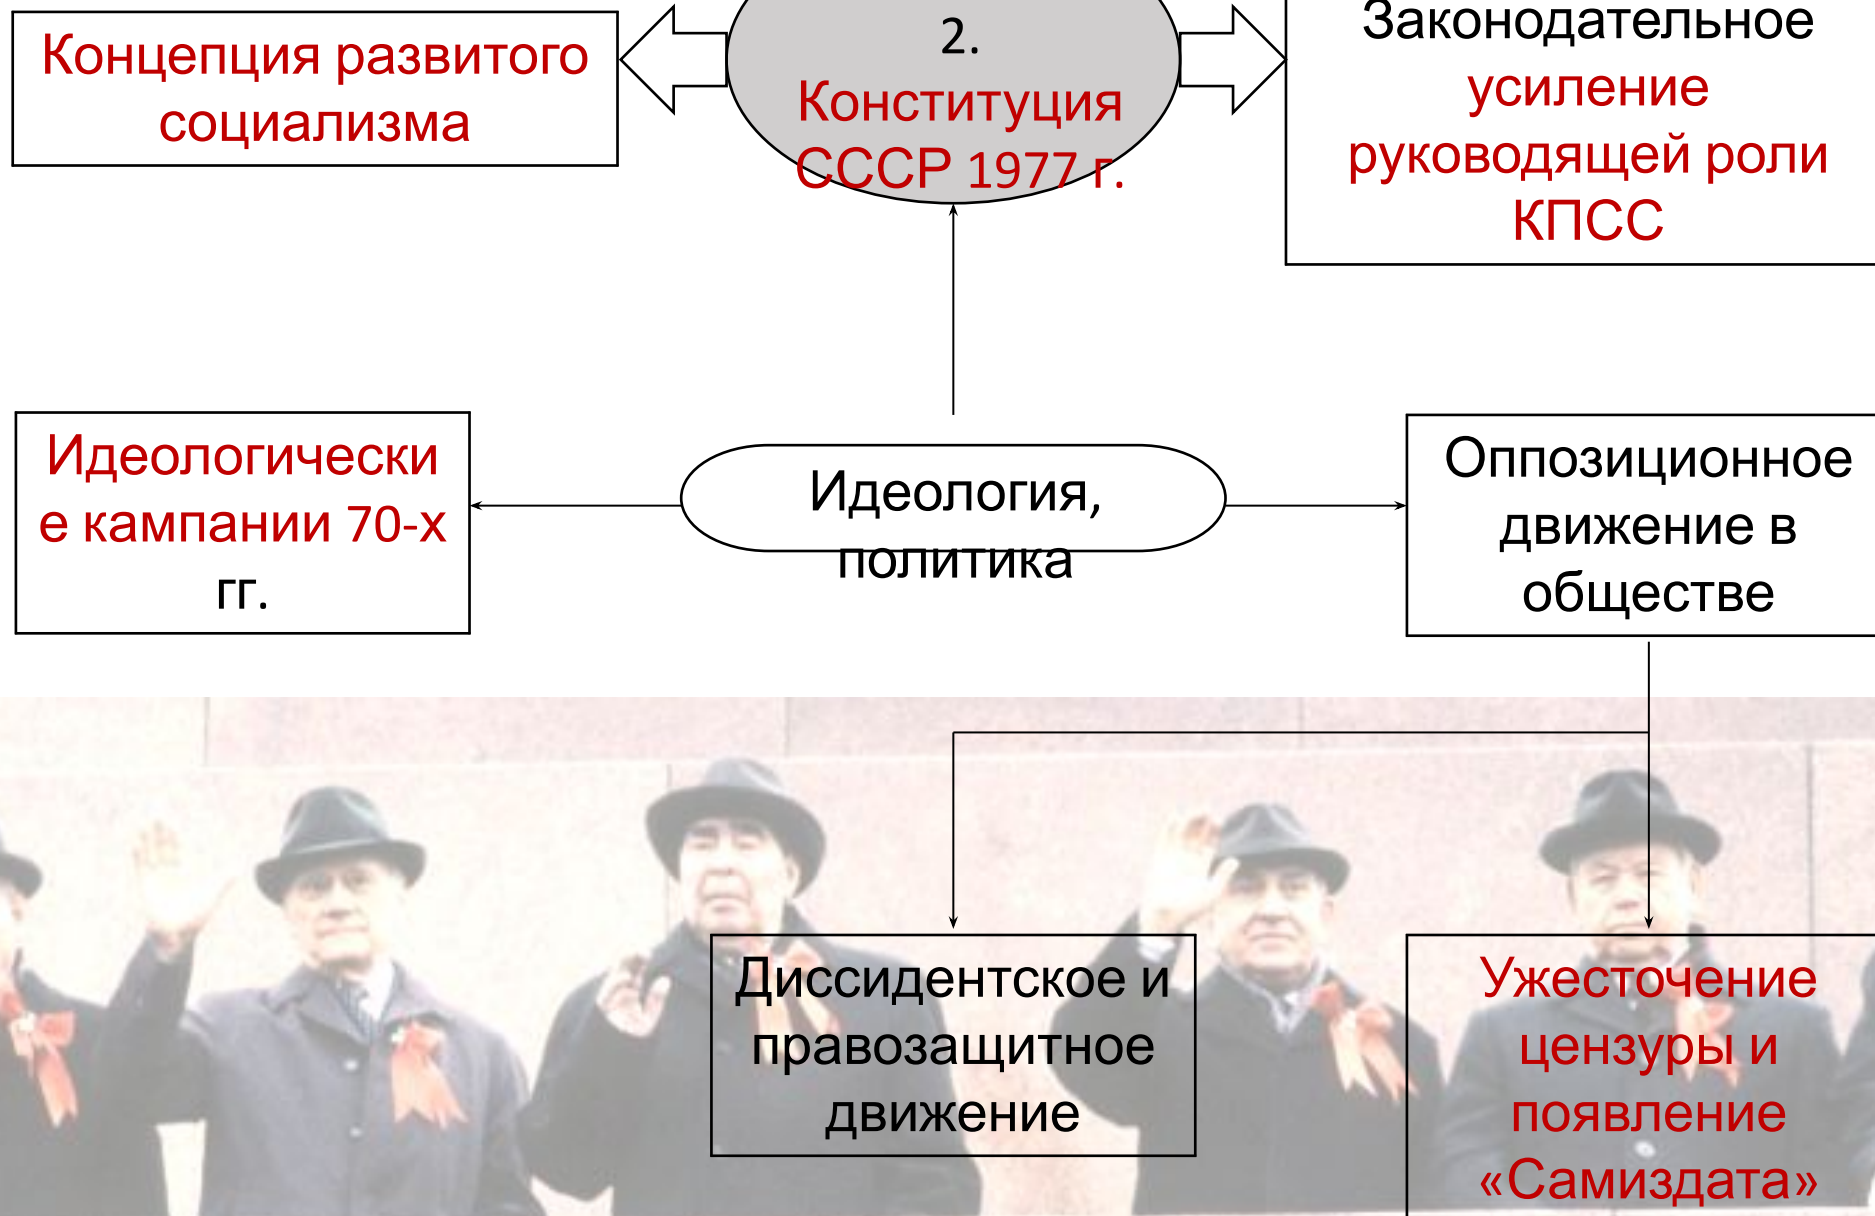 Концепция развитого
социализма
2.
Конституция
СССР 1977 г.
Законодательное
усиление
руководящей роли
КПСС
Идеологически
е кампании 70-х
гг.
Идеология,
политика
Оппозиционное
движение в
обществе
Диссидентское и
правозащитное
движение
Ужесточение
цензуры и
появление
«Самиздата»